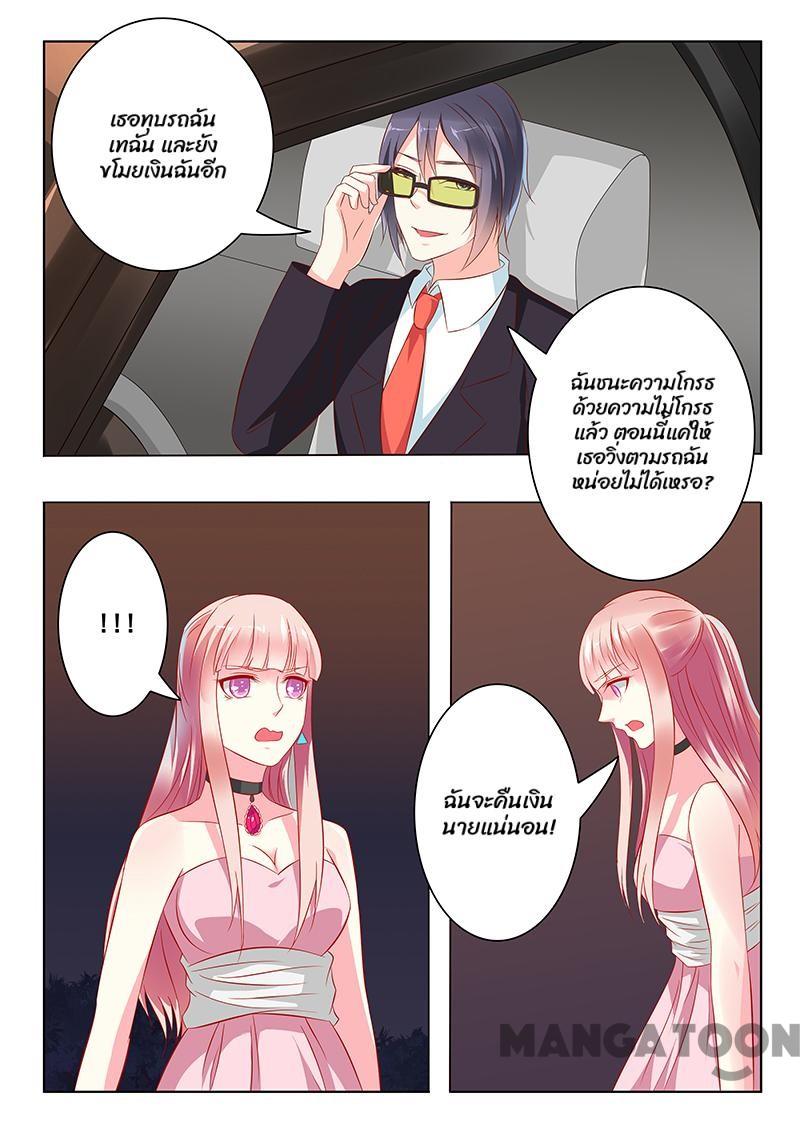 เธอทุบรถฉัน
เทฉัน และยัง
ขโมยเงินฉันอีก
ฉันชนะความโกรธ
ด้วยความไม่โกรธ
แล้ว ตอนนี้แค่ให้
เธอวิ่งตามรถฉัน
หน่อยไม่ได้เหรอ?
!!!
ฉันจะคืนเงิน
นายแน่นอน!
MANGATOON